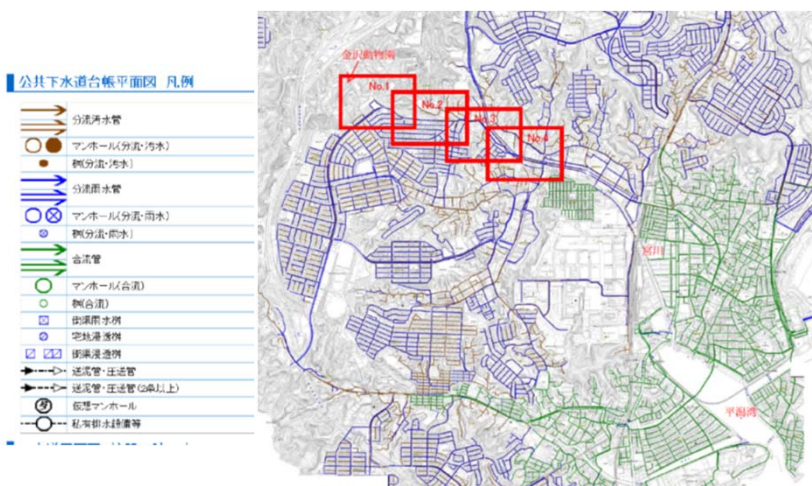 公共下水道台帳平面図 凡例
分流汚水管
マンホール(分流・汚水)
桝(分流・汚水)
分流雨水管
マンホール(分流・雨水)
桝(分流・雨水)
合流管
マンホール(合流)
桝(合流)
街渠雨水桝
宅地浸透桝
街渠浸透桝
送泥管・圧送管
送泥管・圧送管(2条以上)
仮想マンホール
私有排水設備等
金沢動物園
No.1
No.2
No.3
No.4
宮川
平潟湾